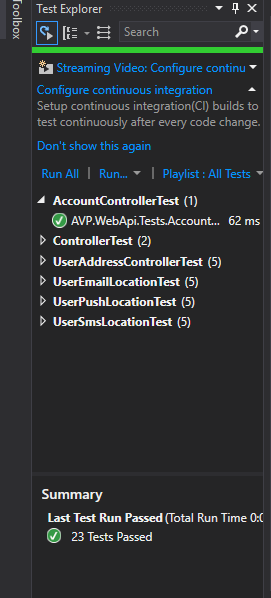 Toolbox
Test Explorer
Search
Streaming Video: Configure continu
Configure continuous integration
Setup continuous integration(CI) builds to
test continuously after every code change.
Don't show this again
Run All | Run... | Playlist : All Tests
AccountControllerTest (1)
AVP.WebApi.Tests.Account... 62 ms
ControllerTest (2)
UserAddressControllerTest (5)
UserEmailLocationTest (5)
UserPushLocationTest (5)
UserSmsLocationTest (5)
Summary
Last Test Run Passed (Total Run Time 0:0
23 Tests Passed